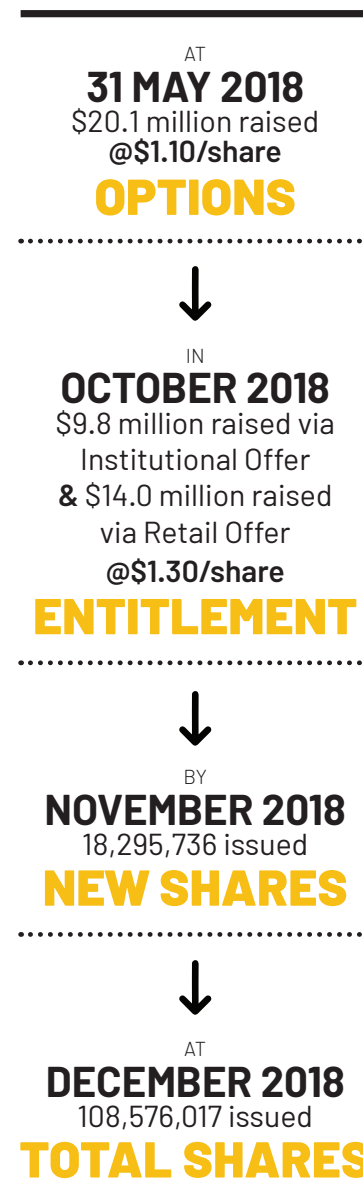 AT
31 MAY 2018
$20.1 million raised
@$1.10/share
OPTIONS
IN
OCTOBER 2018
$9.8 million raised via
Institutional Offer
& $14.0 million raised
via Retail Offer
@$1.30/share
ENTITLEMENT
BY
NOVEMBER 2018
18,295,736 issued
NEW SHARES
AT
DECEMBER 2018
108,576,017 issued
TOTAL SHARES